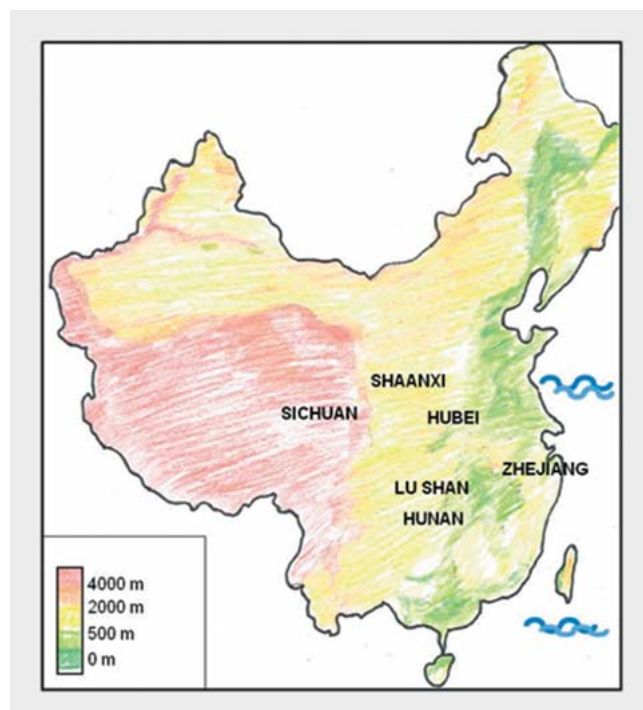 SHAANXI
SICHUAN
HUBEI
ZHEJIANG
LU SHAN
HUNAN
4000 m
2000 m
500 m
0 m